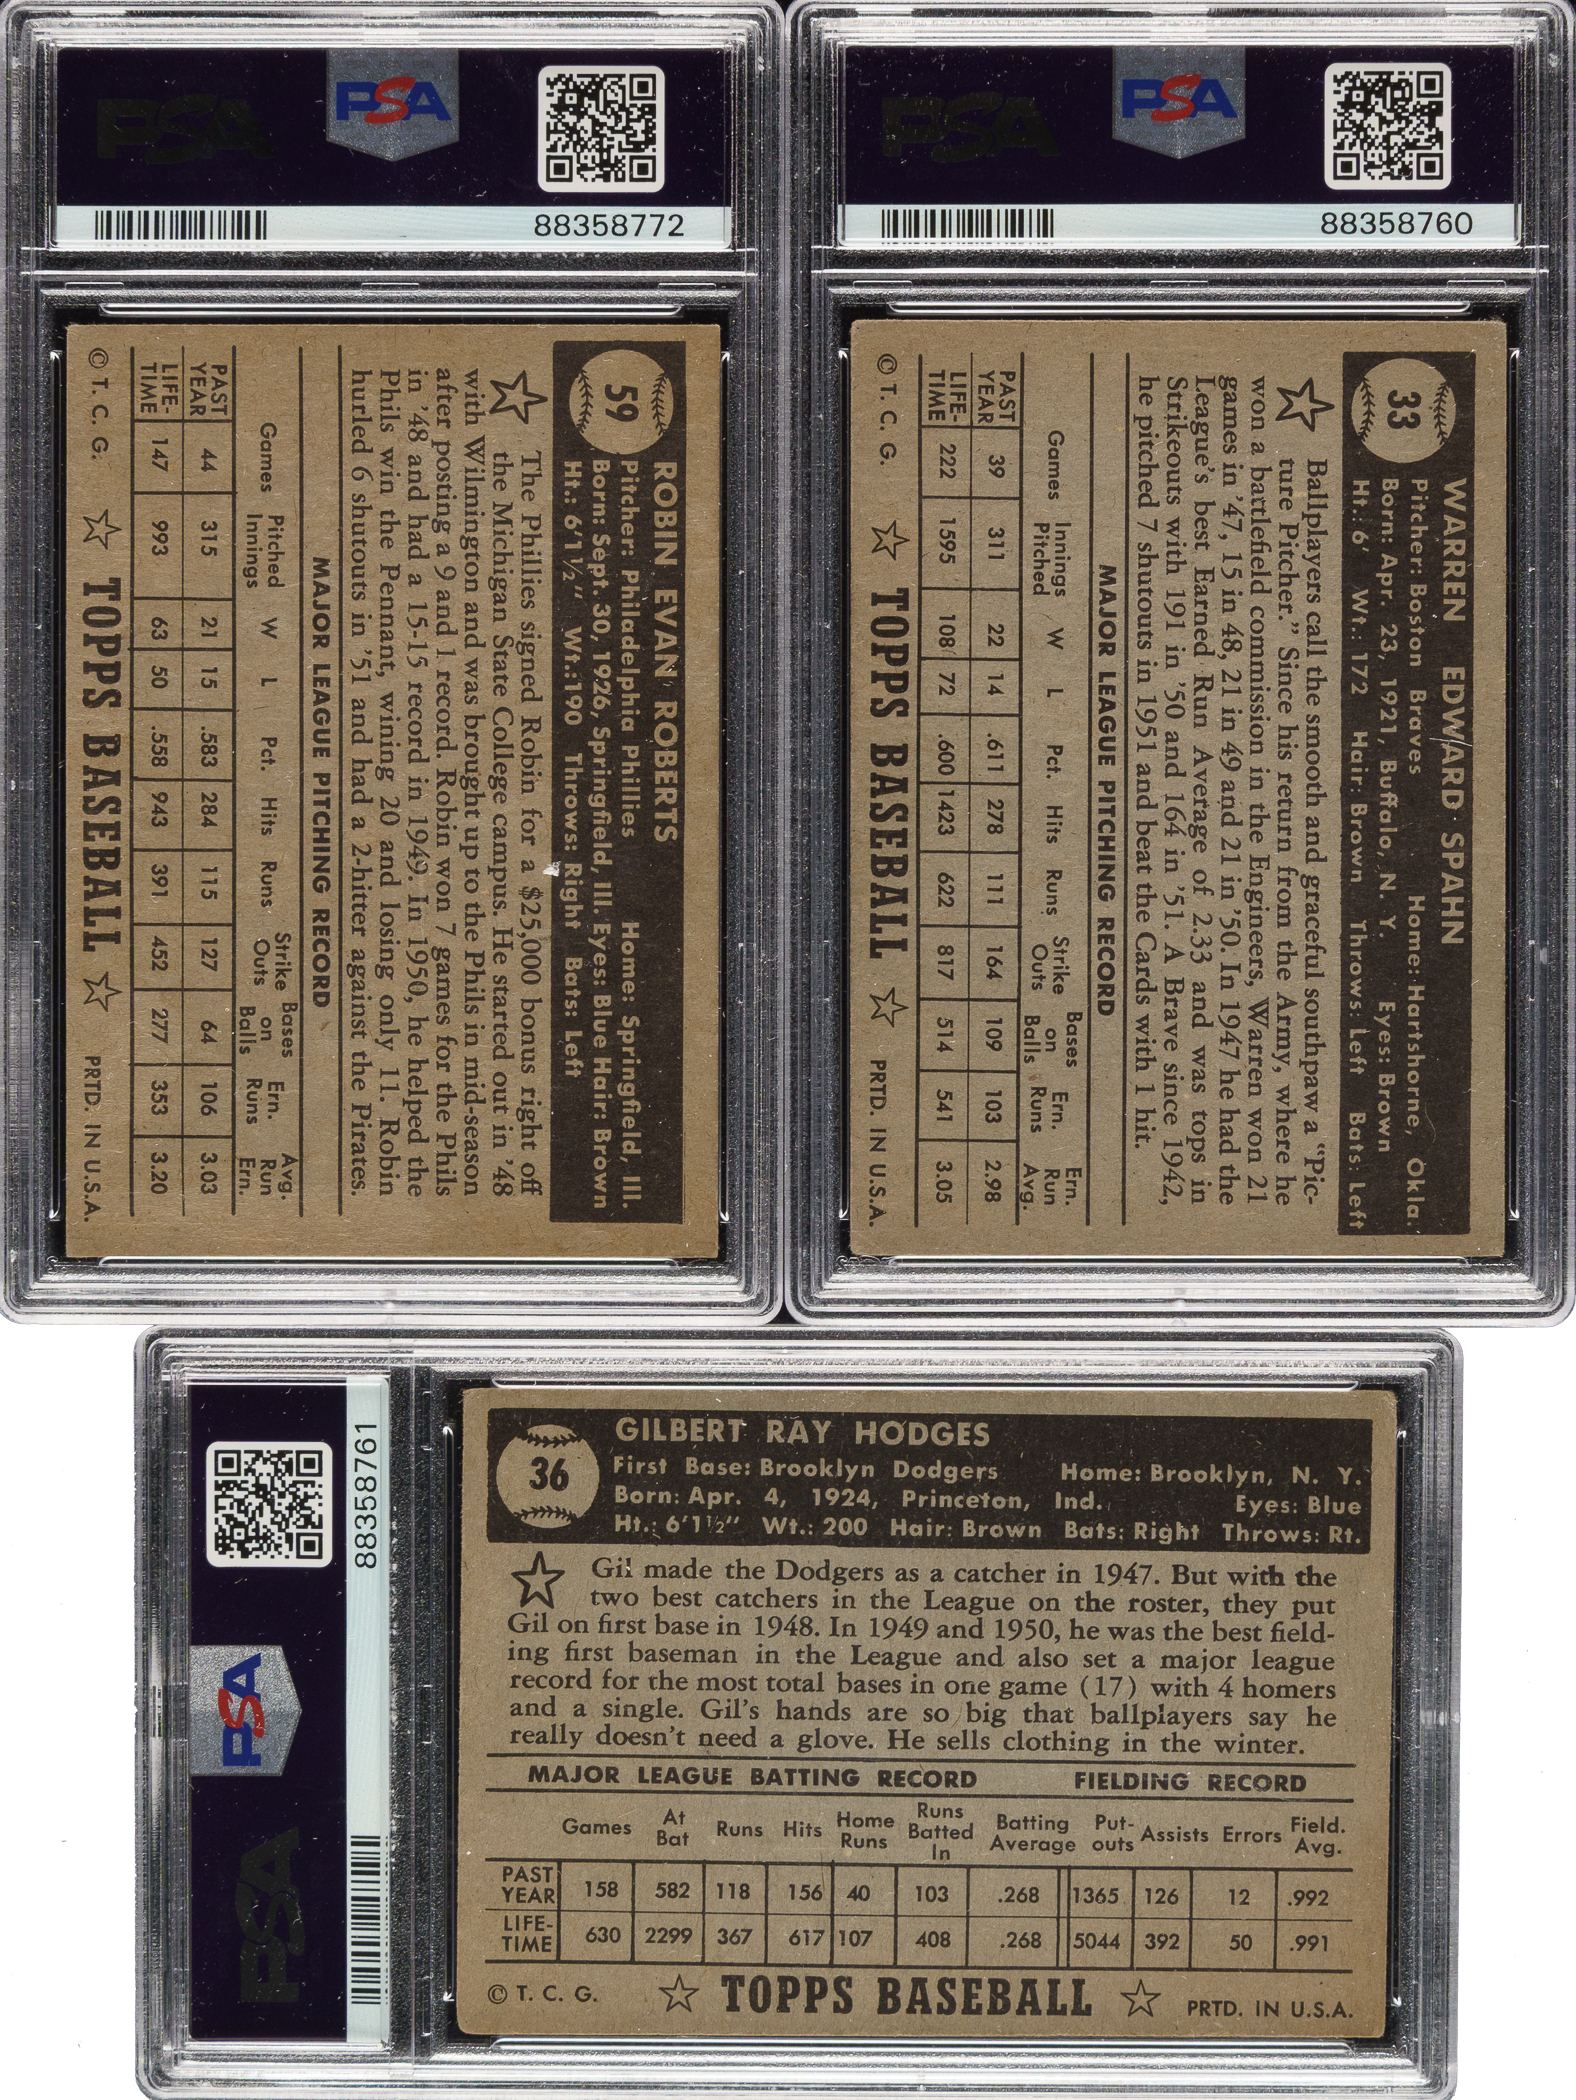 PSA
PSA
88358772
59
ROBIN EVAN ROBERTS
Pitcher: Philadelphia Phillies Home: Springfield, Ill.
Born: Sept. 30, 1926, Springfield, Ill. Eyes: Blue Hair: Brown
Ht.: 6'1½" Wt.: 190 Throws: Right Bats: Left
The Phillies signed Robin for a $25,000 bonus right off
the Michigan State College campus. He started out in '48
with Wilmington and was brought up to the Phils in mid-season
after posting a 9 and 1 record. Robin won 7 games for the Phils
in '48 and had a 15-15 record in 1949. In 1950, he helped the
Phils win the Pennant, wining 20 and losing only 11. Robin
hurled 6 shutouts in '51 and had a 2-hitter against the Pirates.
MAJOR LEAGUE PITCHING RECORD
Games Pitched Innings W L Pct. Hits Runs Strike Outs Bases on Balls Ern. Runs Avg. Run Ern.
PAST YEAR 44 315 21 15 .583 284 115 127 64 106 3.03
LIFE-TIME 147 993 63 50 .558 943 391 452 277 353 3.20
© T. C. G. TOPPS BASEBALL PRTD. IN U.S.A.
PSA
PSA
88358760
33
WARREN EDWARD SPAHN
Pitcher: Boston Braves Home: Hartshorne, Okla.
Born: Apr. 23, 1921, Buffalo, N. Y. Eyes: Brown
Ht.: 6' Wt.: 172 Hair: Brown Throws: Left Bats: Left
Ballplayers call the smooth and graceful southpaw a "Pic-
ture Pitcher." Since his return from the Army, where he
won a battlefield commission in the Engineers, Warren won 21
games in '47, 15 in 48, 21 in 49 and 21 in '50. In 1947 he had the
League's best Earned Run Average of 2.33 and was tops in
Strikeouts with 191 in '50 and 164 in '51. A Brave since 1942,
he pitched 7 shutouts in 1951 and beat the Cards with 1 hit.
MAJOR LEAGUE PITCHING RECORD
Games Innings Pitched W L Pct. Hits Runs Strike Outs Bases on Balls Ern. Runs Ern. Run Avg.
PAST YEAR 39 311 22 14 .611 278 111 164 109 103 2.98
LIFE-TIME 222 1595 108 72 .600 1423 622 817 514 541 3.05
© T. C. G. TOPPS BASEBALL PRTD. IN U.S.A.
PSA
PSA
88358761
36
GILBERT RAY HODGES
First Base: Brooklyn Dodgers Home: Brooklyn, N. Y.
Born: Apr. 4, 1924, Princeton, Ind. Eyes: Blue
Ht.: 6'1½" Wt.: 200 Hair: Brown Bats: Right Throws: Rt.
Gil made the Dodgers as a catcher in 1947. But with the
two best catchers in the League on the roster, they put
Gil on first base in 1948. In 1949 and 1950, he was the best field-
ing first baseman in the League and also set a major league
record for the most total bases in one game (17) with 4 homers
and a single. Gil's hands are so big that ballplayers say he
really doesn't need a glove. He sells clothing in the winter.
MAJOR LEAGUE BATTING RECORD FIELDING RECORD
Games At Bat Runs Hits Home Runs Runs Batted In Batting Average Put-outs Assists Errors Field. Avg.
PAST YEAR 158 582 118 156 40 103 .268 1365 126 12 .992
LIFE-TIME 630 2299 367 617 107 408 .268 5044 392 50 .991
© T. C. G. TOPPS BASEBALL PRTD. IN U.S.A.